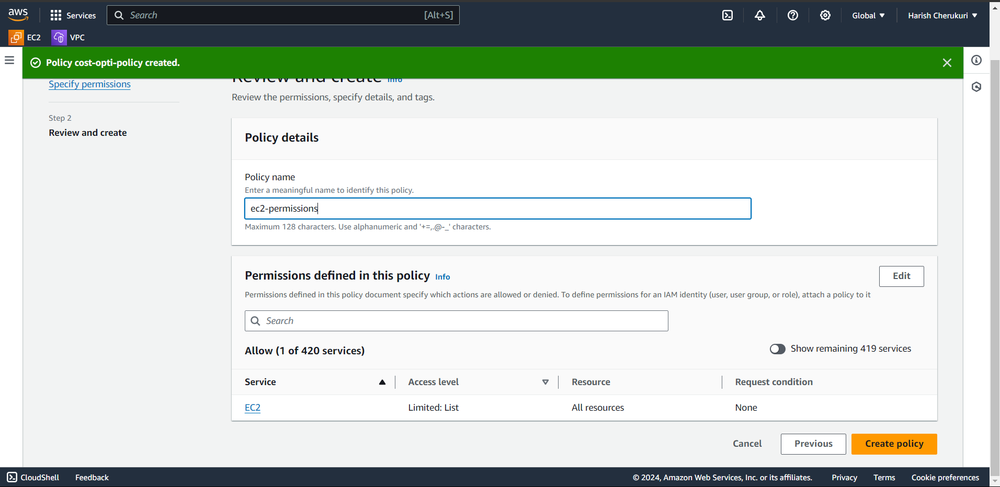 aws
Services
Search
[Alt+S]
Global
Harish Cherukuri
EC2
VPC
Policy cost-opti-policy created.
Specify permissions
Step 2
Review and create
Review and create Info
Review the permissions, specify details, and tags.
Policy details
Policy name
Enter a meaningful name to identify this policy.
ec2-permissions
Maximum 128 characters. Use alphanumeric and '+=,.@-_' characters.
Permissions defined in this policy Info
Edit
Permissions defined in this policy document specify which actions are allowed or denied. To define permissions for an IAM identity (user, user group, or role), attach a policy to it
Search
Allow (1 of 420 services)
Show remaining 419 services
Service Access level Resource Request condition
EC2 Limited: List All resources None
Cancel Previous Create policy
CloudShell Feedback © 2024, Amazon Web Services, Inc. or its affiliates. Privacy Terms Cookie preferences